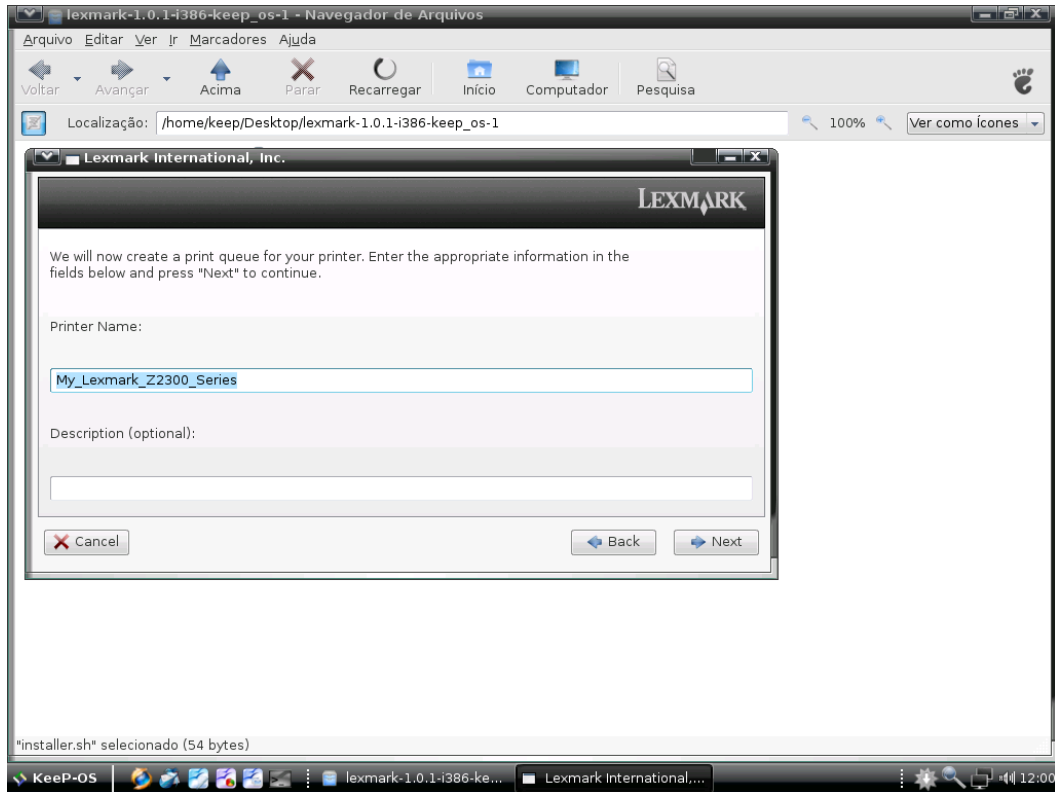 lexmark-1.0.1-i386-keep_os-1 - Navegador de Arquivos
Arquivo Editar Ver Ir Marcadores Ajuda
Voltar Avançar Acima Parar Recarregar Início Computador Pesquisa
Localização: /home/keep/Desktop/lexmark-1.0.1-i386-keep_os-1 100% Ver como Ícones
Lexmark International, Inc.
LEXMARK
We will now create a print queue for your printer. Enter the appropriate information in the
fields below and press "Next" to continue.
Printer Name:
My_Lexmark_Z2300_Series
Description (optional):
Cancel Back Next
"installer.sh" selecionado (54 bytes)
KeeP-OS lexmark-1.0.1-i386-ke... Lexmark International,... 12:00